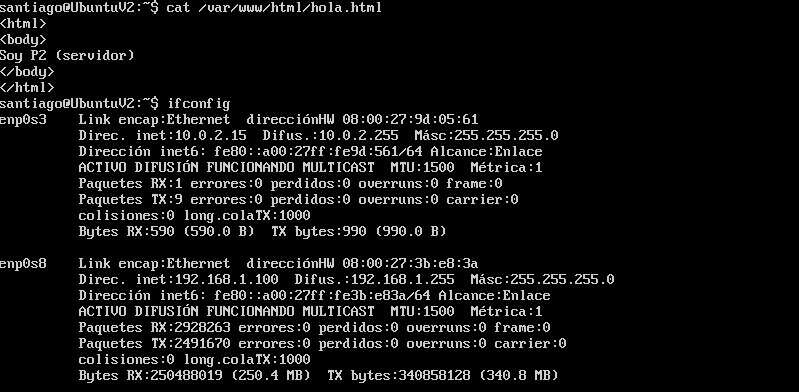 santiago@UbuntuV2:~$ cat /var/www/html/hola.html
<html>
<body>
Soy P2 (servidor)
</body>
</html>
santiago@UbuntuV2:~$ ifconfig
enp0s3    Link encap:Ethernet  direcciónHW 08:00:27:9d:05:61
          Direc. inet:10.0.2.15  Difus.:10.0.2.255  Másc:255.255.255.0
          Dirección inet6: fe80::a00:27ff:fe9d:561/64 Alcance:Enlace
          ACTIVO DIFUSIÓN FUNCIONANDO MULTICAST  MTU:1500  Métrica:1
          Paquetes RX:1 errores:0 perdidos:0 overruns:0 frame:0
          Paquetes TX:9 errores:0 perdidos:0 overruns:0 carrier:0
          colisiones:0 long.colaTX:1000
          Bytes RX:590 (590.0 B)  TX bytes:990 (990.0 B)
enp0s8    Link encap:Ethernet  direcciónHW 08:00:27:3b:e8:3a
          Direc. inet:192.168.1.100  Difus.:192.168.1.255  Másc:255.255.255.0
          Dirección inet6: fe80::a00:27ff:fe3b:e83a/64 Alcance:Enlace
          ACTIVO DIFUSIÓN FUNCIONANDO MULTICAST  MTU:1500  Métrica:1
          Paquetes RX:2928263 errores:0 perdidos:0 overruns:0 frame:0
          Paquetes TX:2491670 errores:0 perdidos:0 overruns:0 carrier:0
          colisiones:0 long.colaTX:1000
          Bytes RX:250488019 (250.4 MB)  TX bytes:340858128 (340.8 MB)